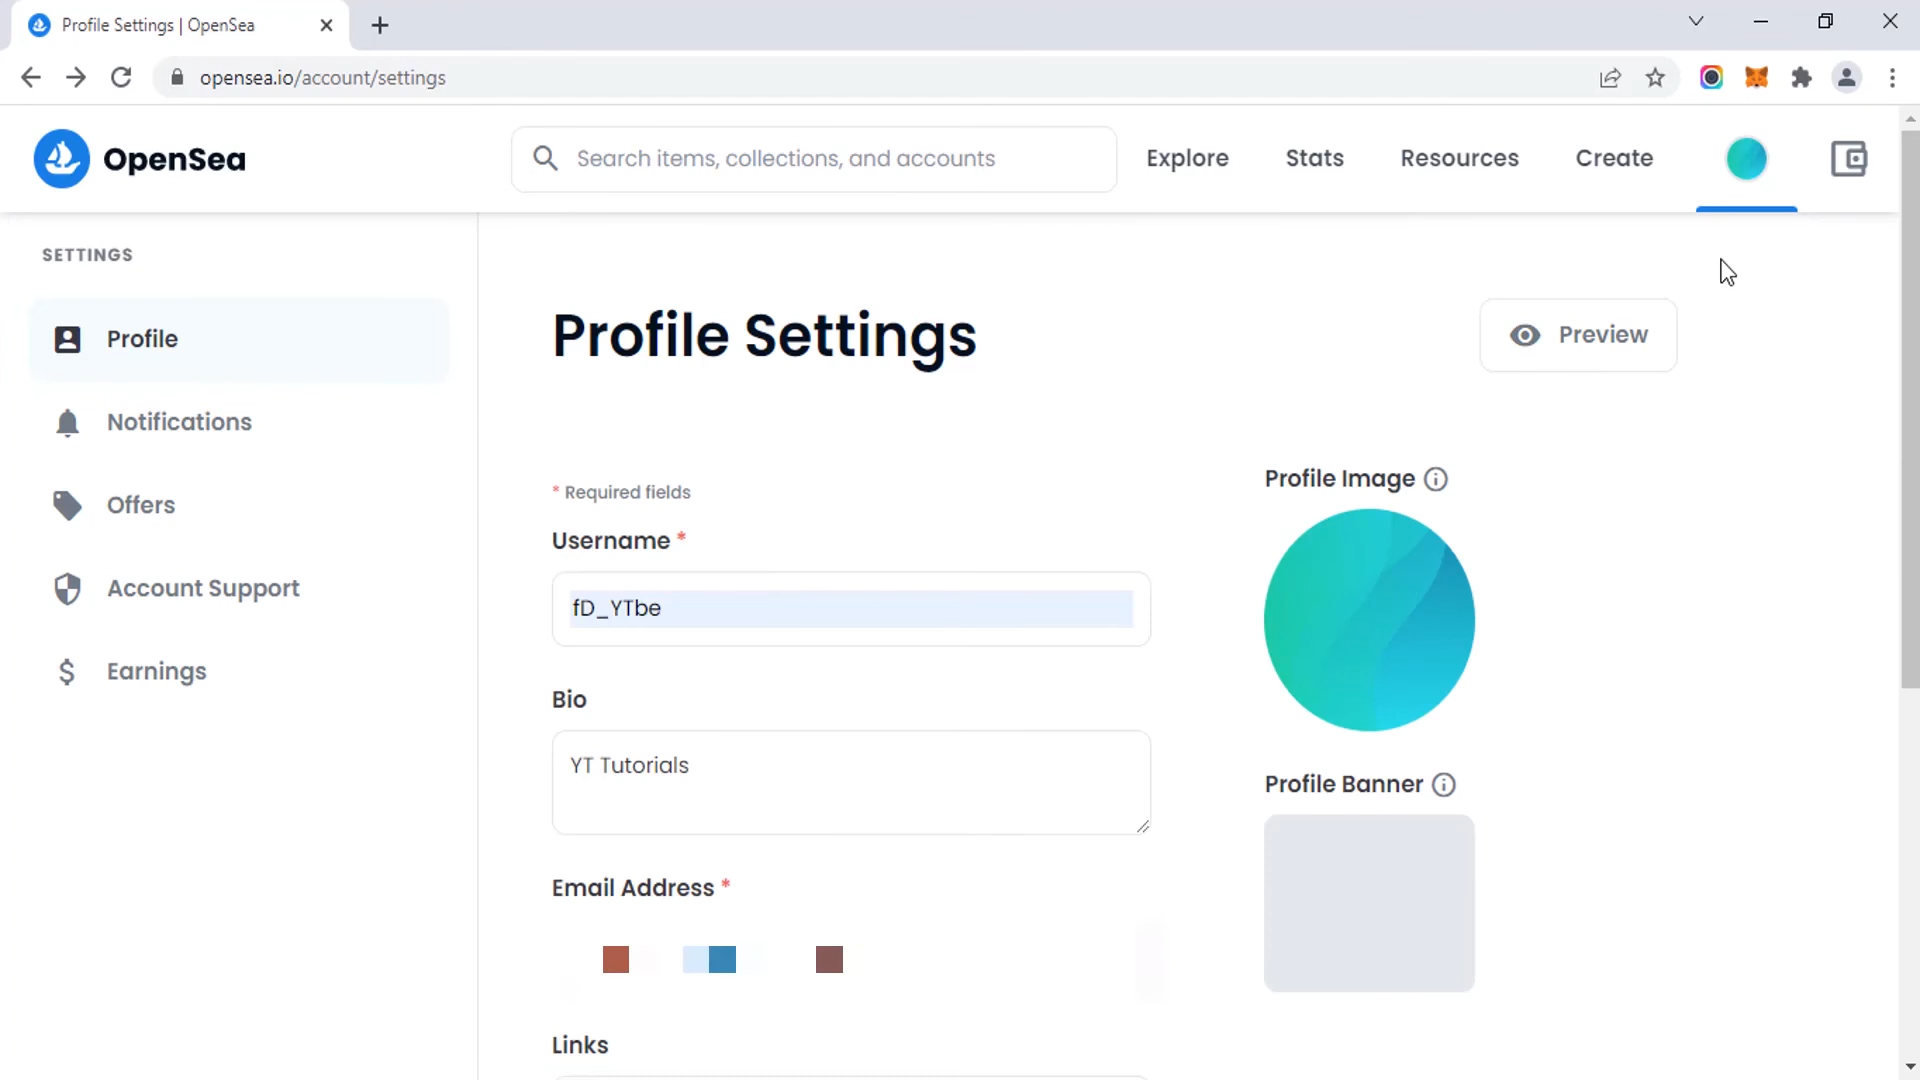 Profile Settings | OpenSea
opensea.io/account/settings
OpenSea
Search items, collections, and accounts
Explore
Stats
Resources
Create
SETTINGS
Profile
Notifications
Offers
Account Support
Earnings
Profile Settings
Preview
* Required fields
Username *
fD_YTbe
Bio
YT Tutorials
Email Address *
Links
Profile Image
Profile Banner